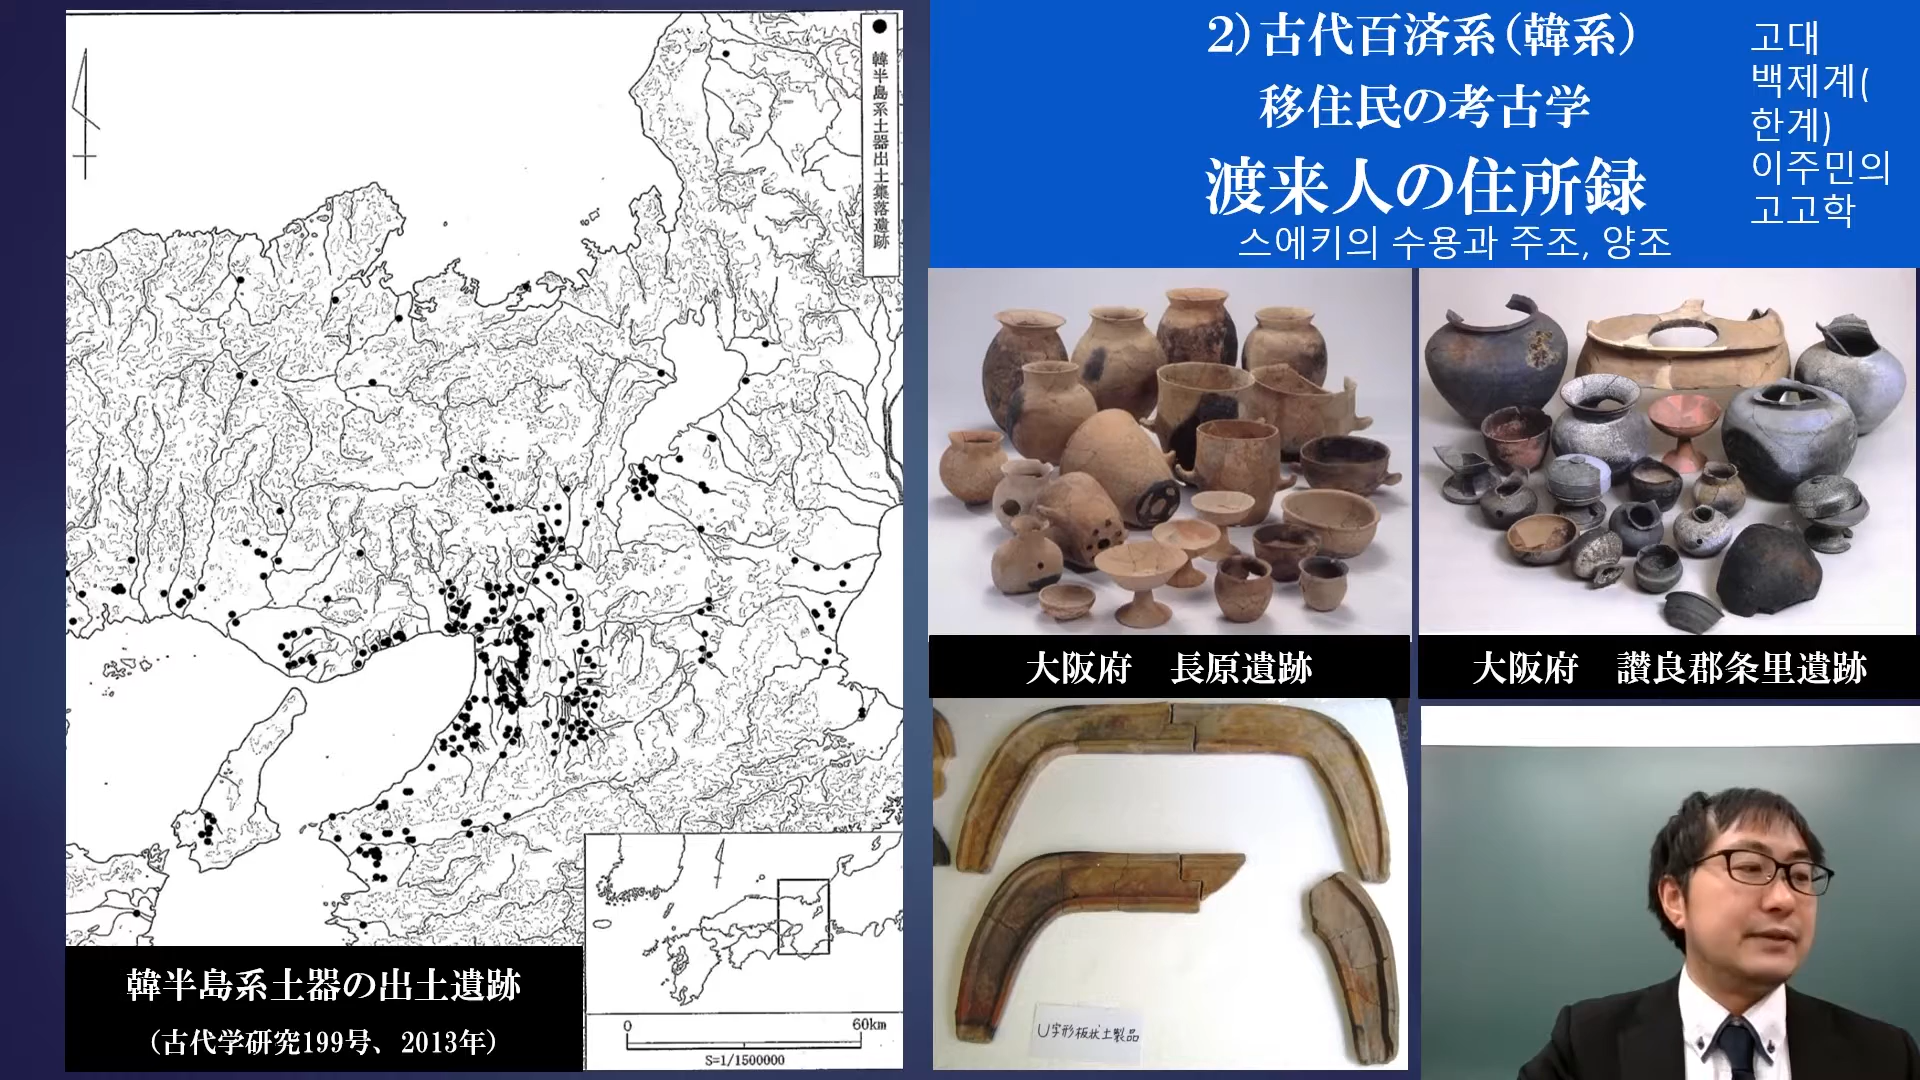 韓半島系土器出土集落遺跡
0 60km
S=1/1500000
韓半島系土器の出土遺跡
(古代学研究199号、2013年)
2)古代百済系(韓系)
移住民の考古学
渡来人の住所録
스에키의 수용과 주조, 양조
고대
백제계(
한계)
이주민의
고고학
大阪府 長原遺跡
大阪府 讃良郡条里遺跡
U字形板状土製品